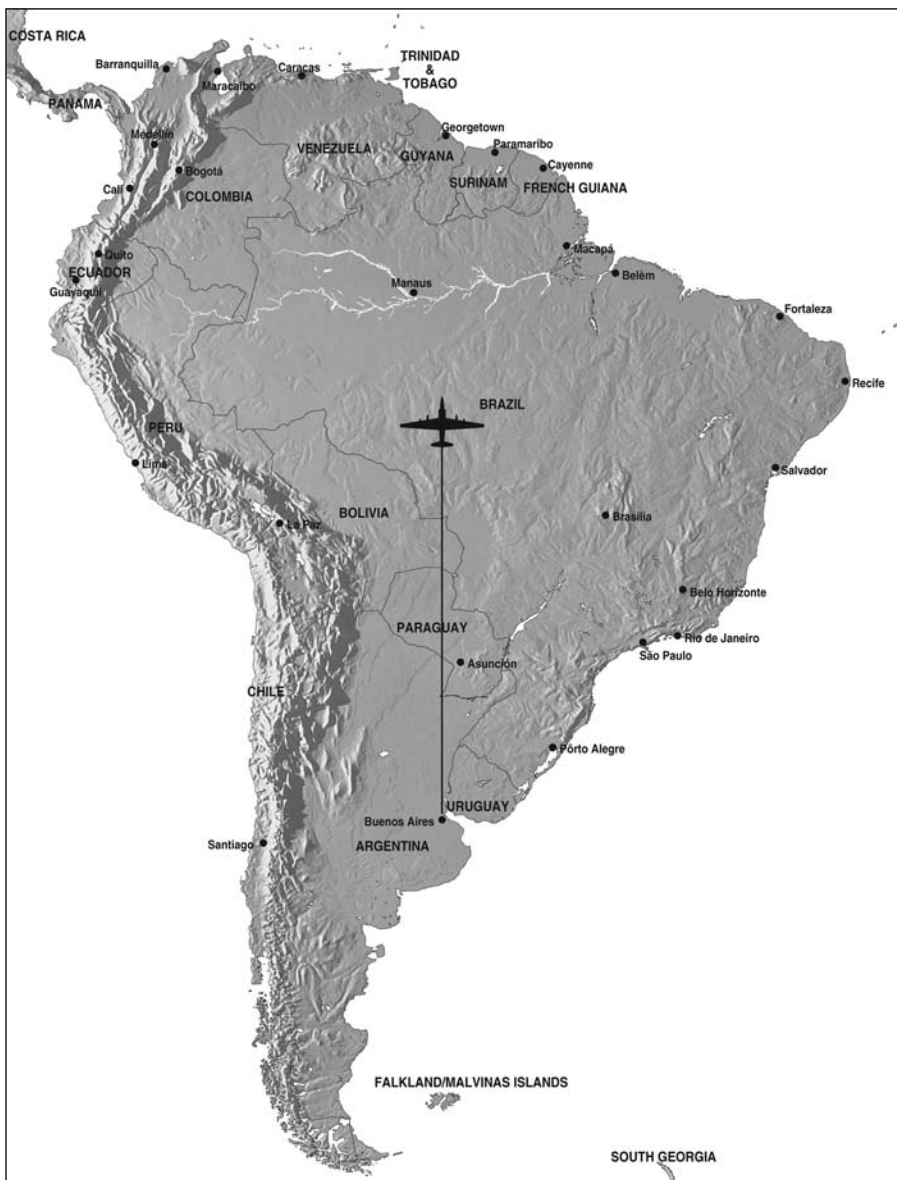 COSTA RICA
TRINIDAD
&
TOBAGO
Barranquilla
Maracaibo
Caracas
PANAMA
Georgetown
Medellín
VENEZUELA
GUYANA
Paramaribo
Bogotá
SURINAM
Cayenne
Cali
COLOMBIA
FRENCH GUIANA
Quito
Macapá
ECUADOR
Guayaquil
Manaus
Belèm
Fortaleza
Recife
BRAZIL
PERU
Lima
Salvador
BOLIVIA
La Paz
Brasília
Belo Horizonte
PARAGUAY
Rio de Janeiro
São Paulo
Asunción
CHILE
Pôrto Alegre
URUGUAY
Buenos Aires
Santiago
ARGENTINA
FALKLAND/MALVINAS ISLANDS
SOUTH GEORGIA